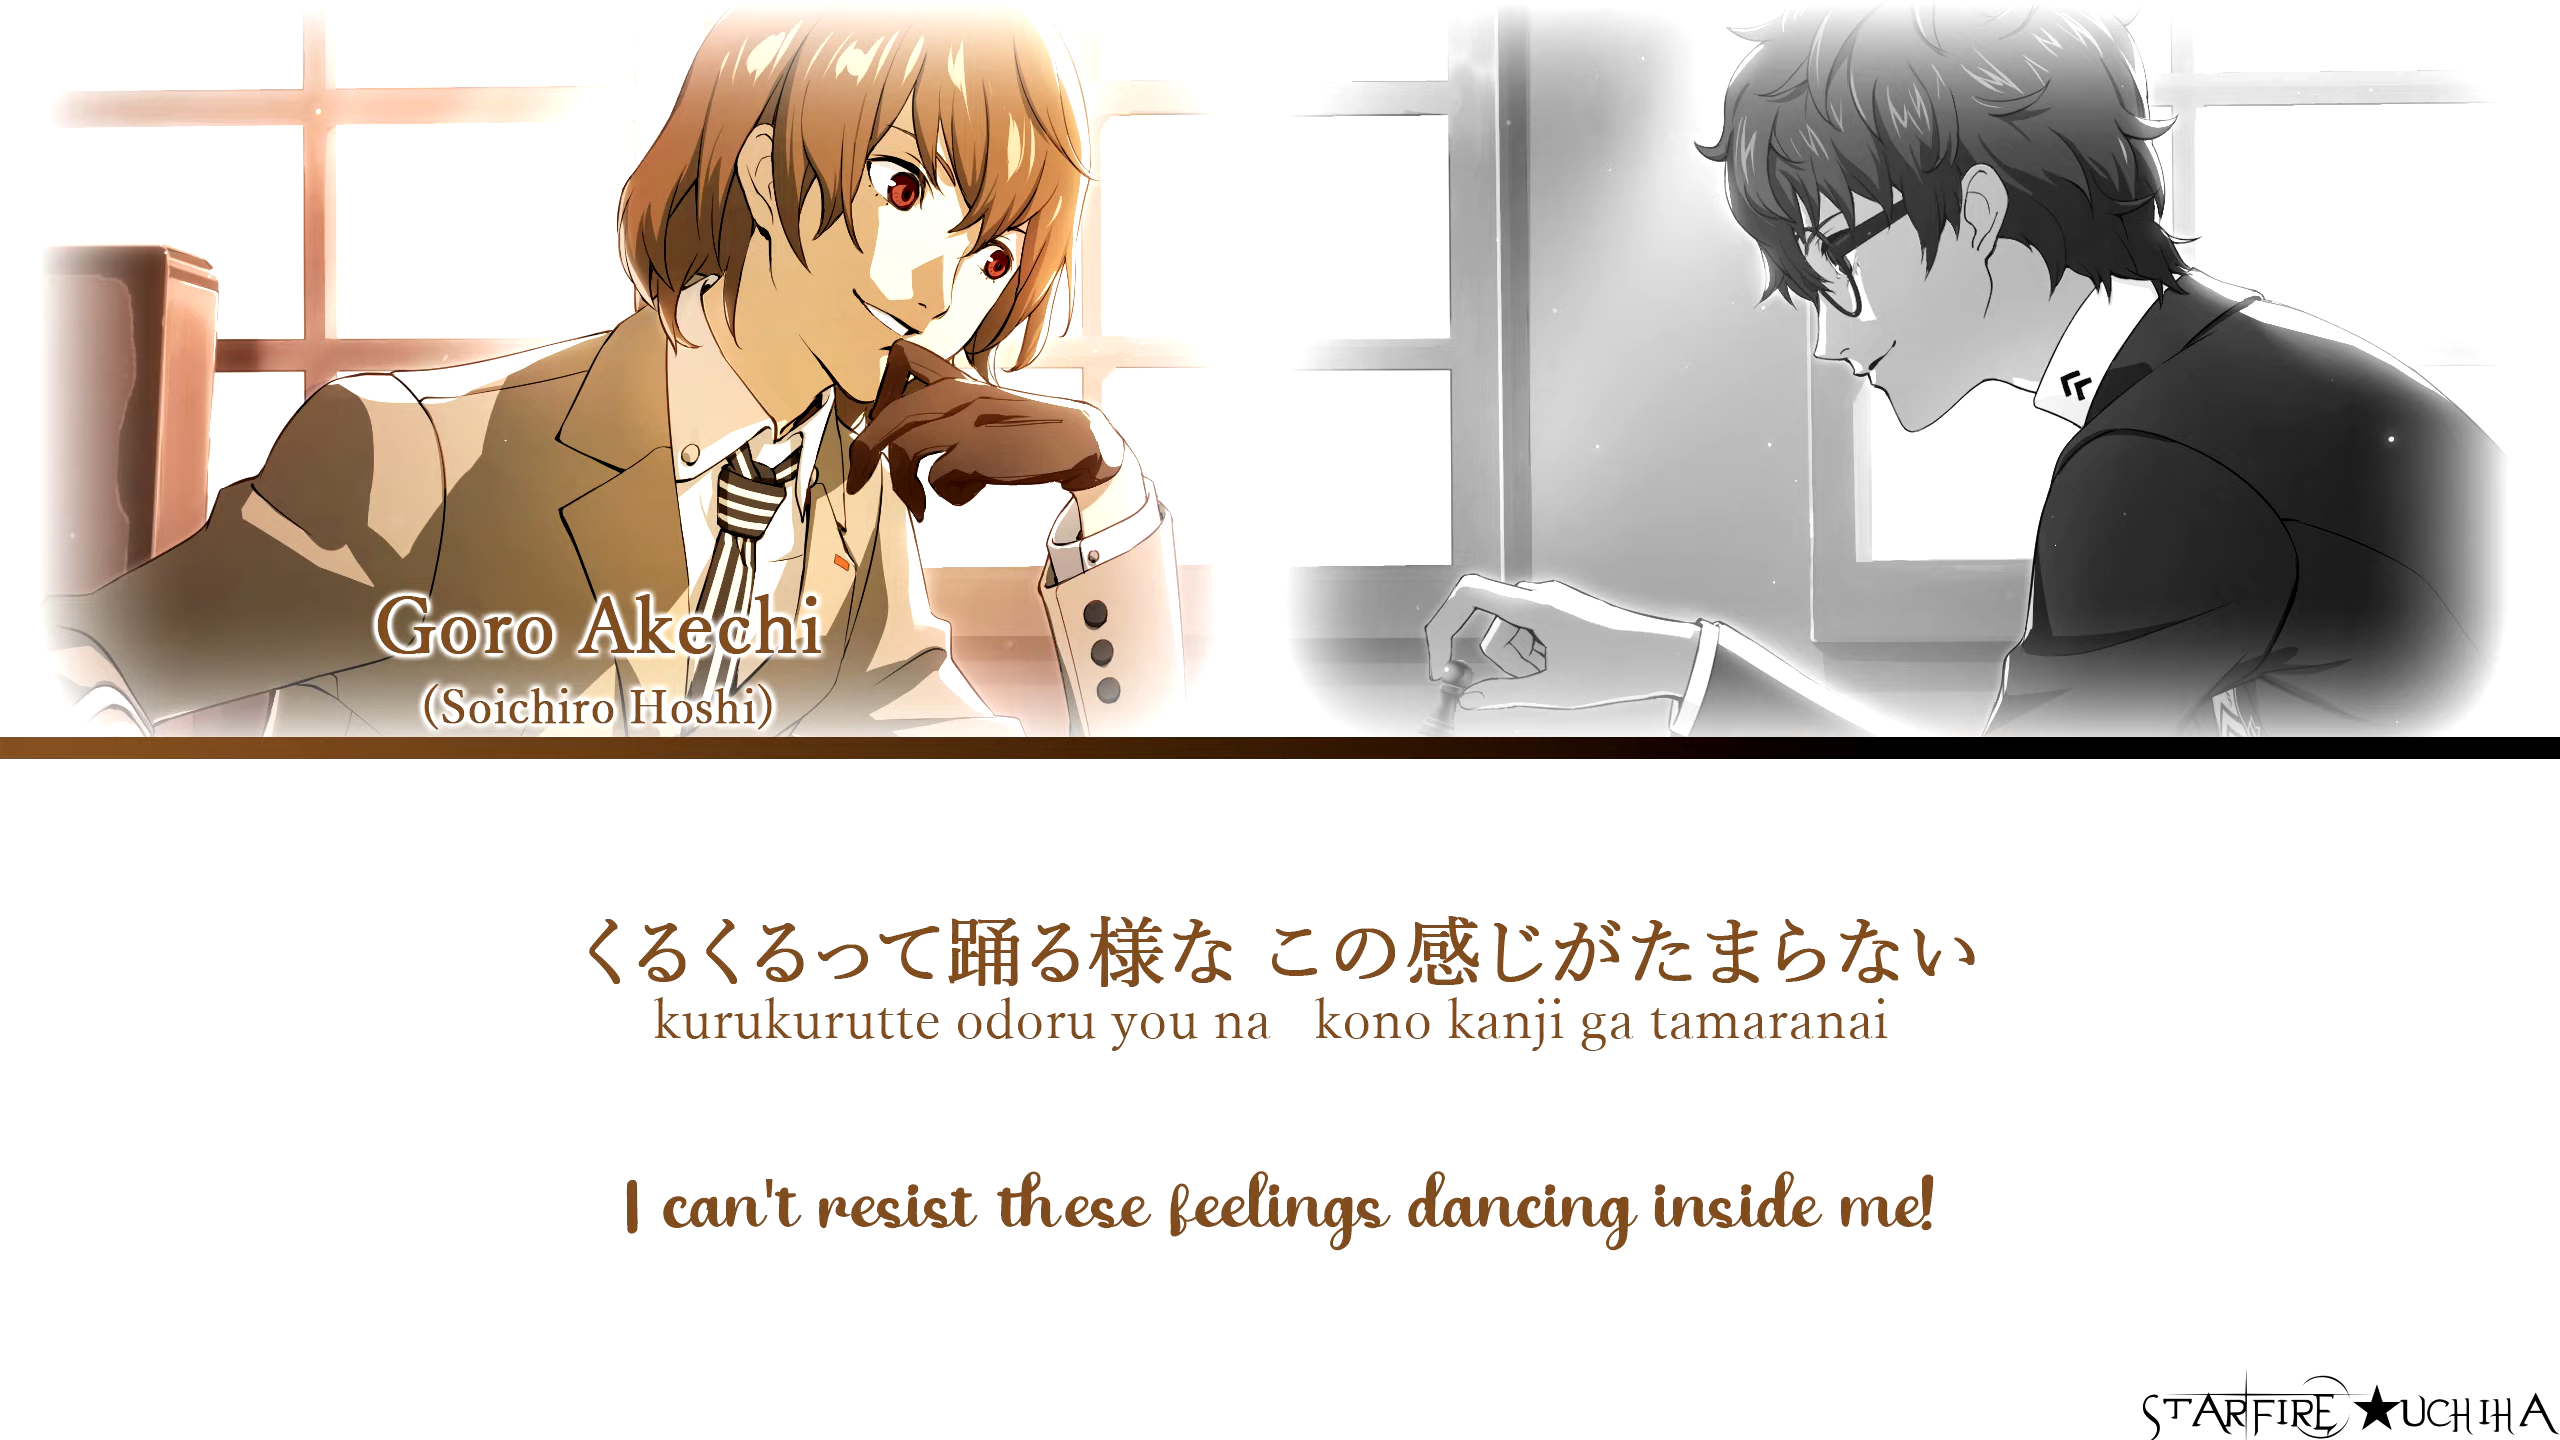 Goro Akechi
(Soichiro Hoshi)
くるくるって踊る様な この感じがたまらない
kurukurutte odoru you na kono kanji ga tamaranai
I can't resist these feelings dancing inside me!
STARFIRE★UCHIHA